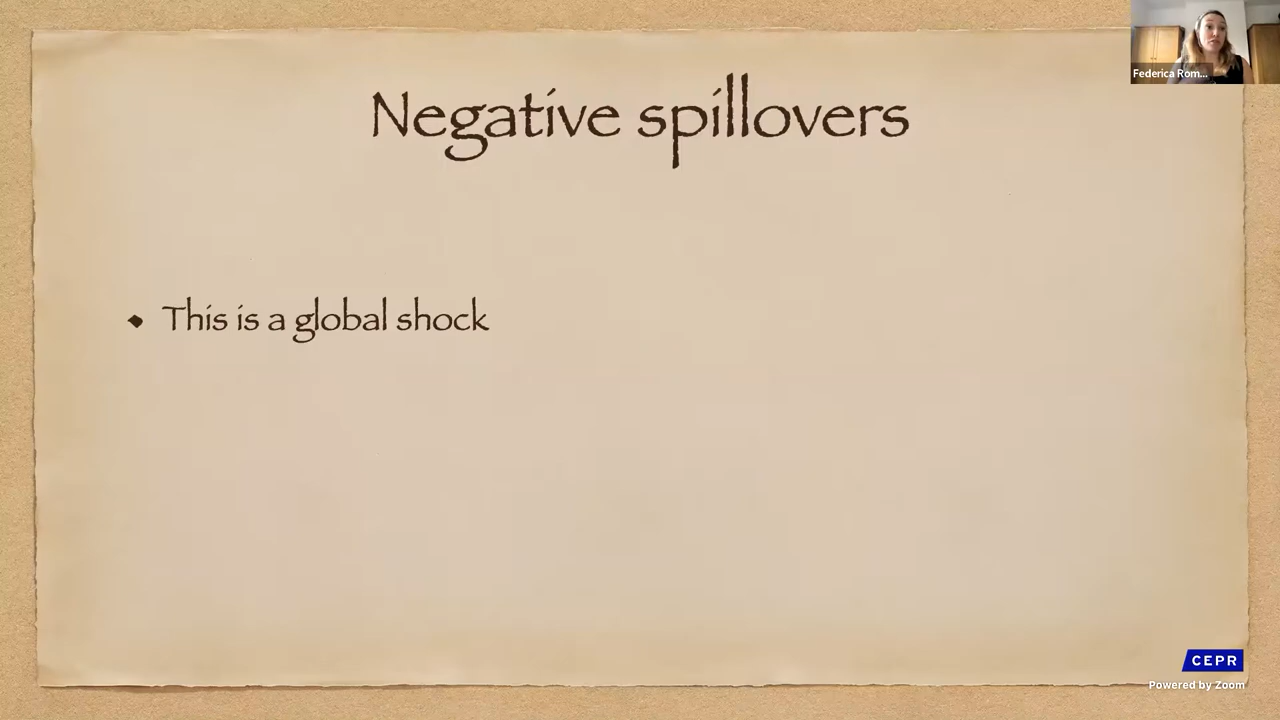 Federica Rom...
Negative spillovers
This is a global shock
CEPR
Powered by Zoom